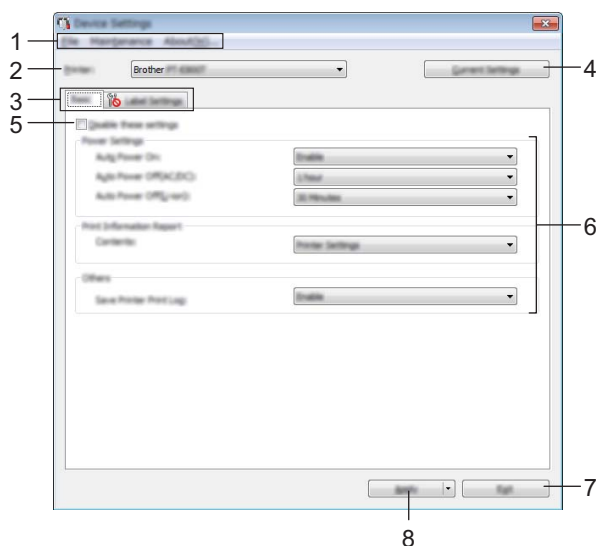 Device Settings
1
File Maintenance
2
Printer:
Brother
Current Settings
4
3
Label Settings
5
Disable these settings
Power Settings
Auto Power On:
Enable
Auto Power Off(AC/DC):
1 hour
Auto Power Off(Li-ion):
30 Minutes
6
Print Information Report
Contents:
Printer Settings
Others
Save Printer Print Log:
Enable
Apply
Exit
7
8